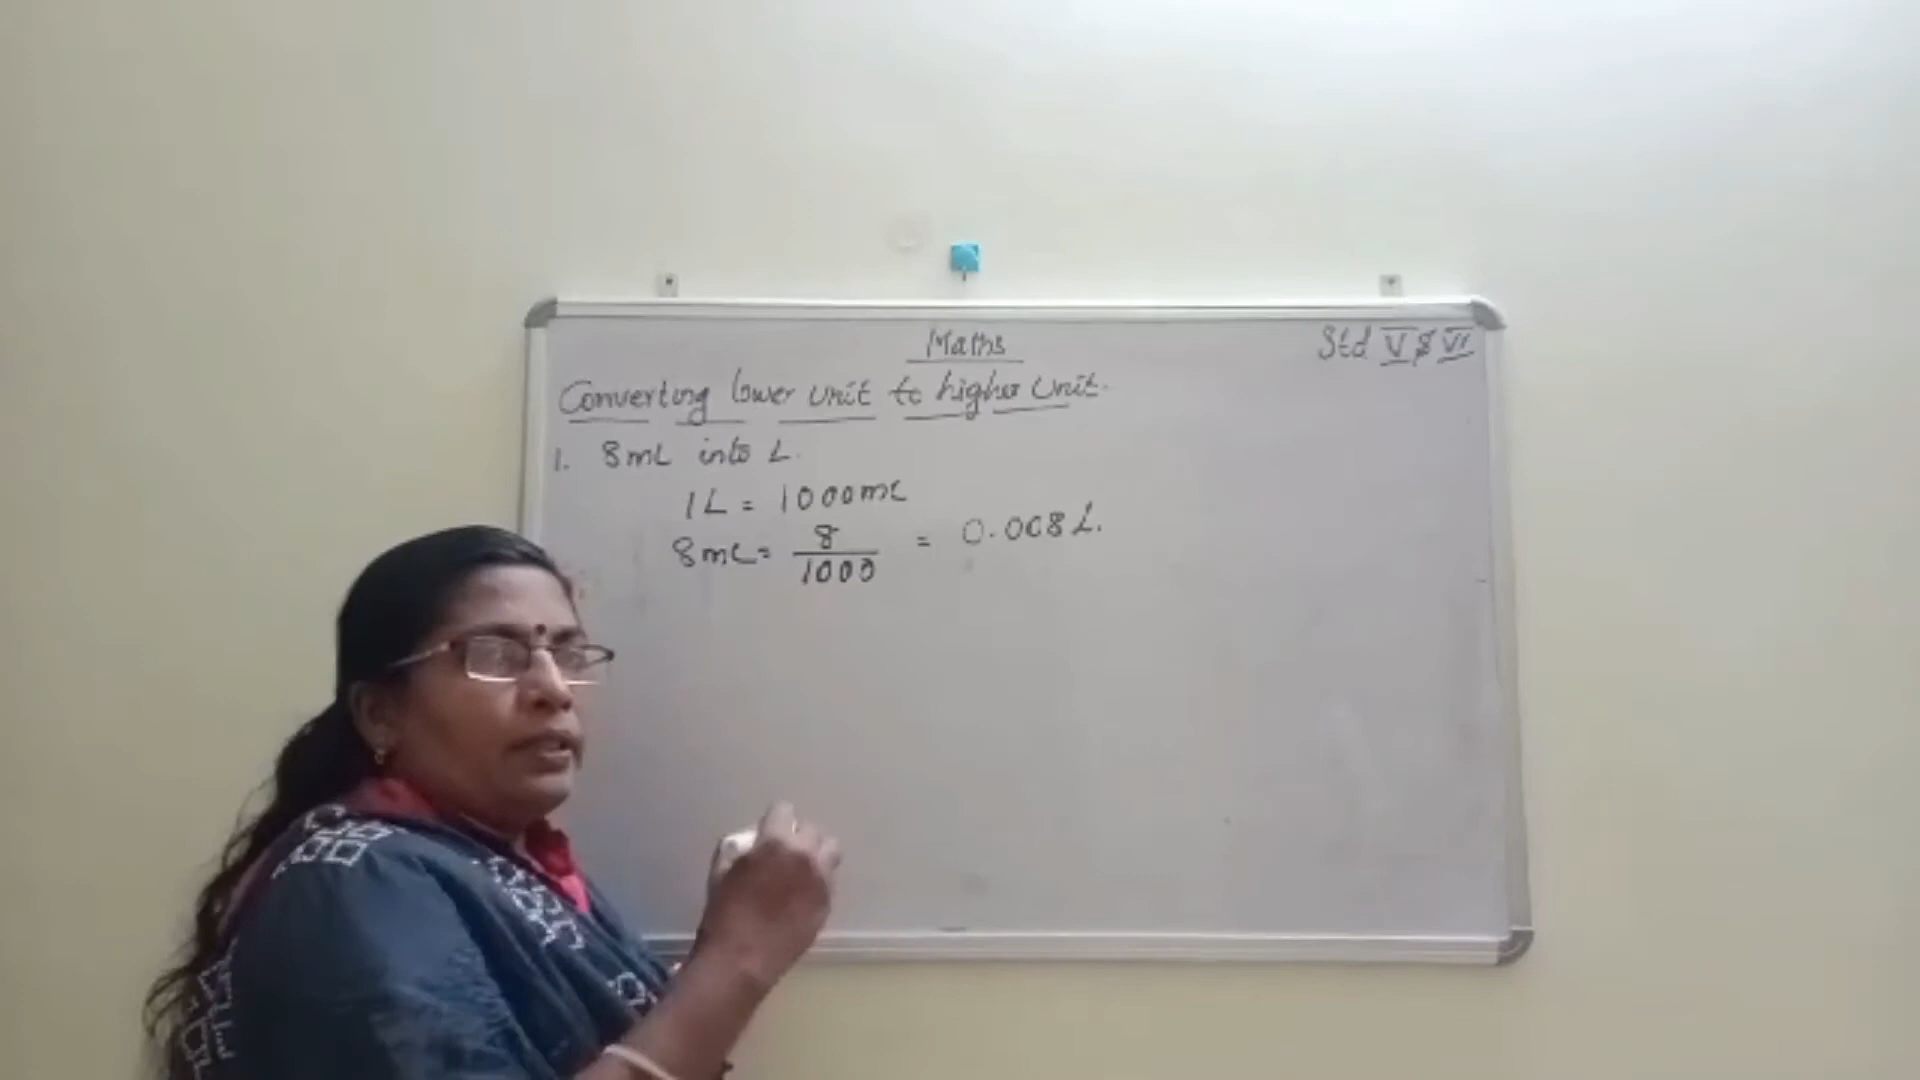 Maths
Std V & VI
Converting lower unit to higher unit.
1. 8mL into L.
1L = 1000mL
8mL = 8/1000 = 0.008L.